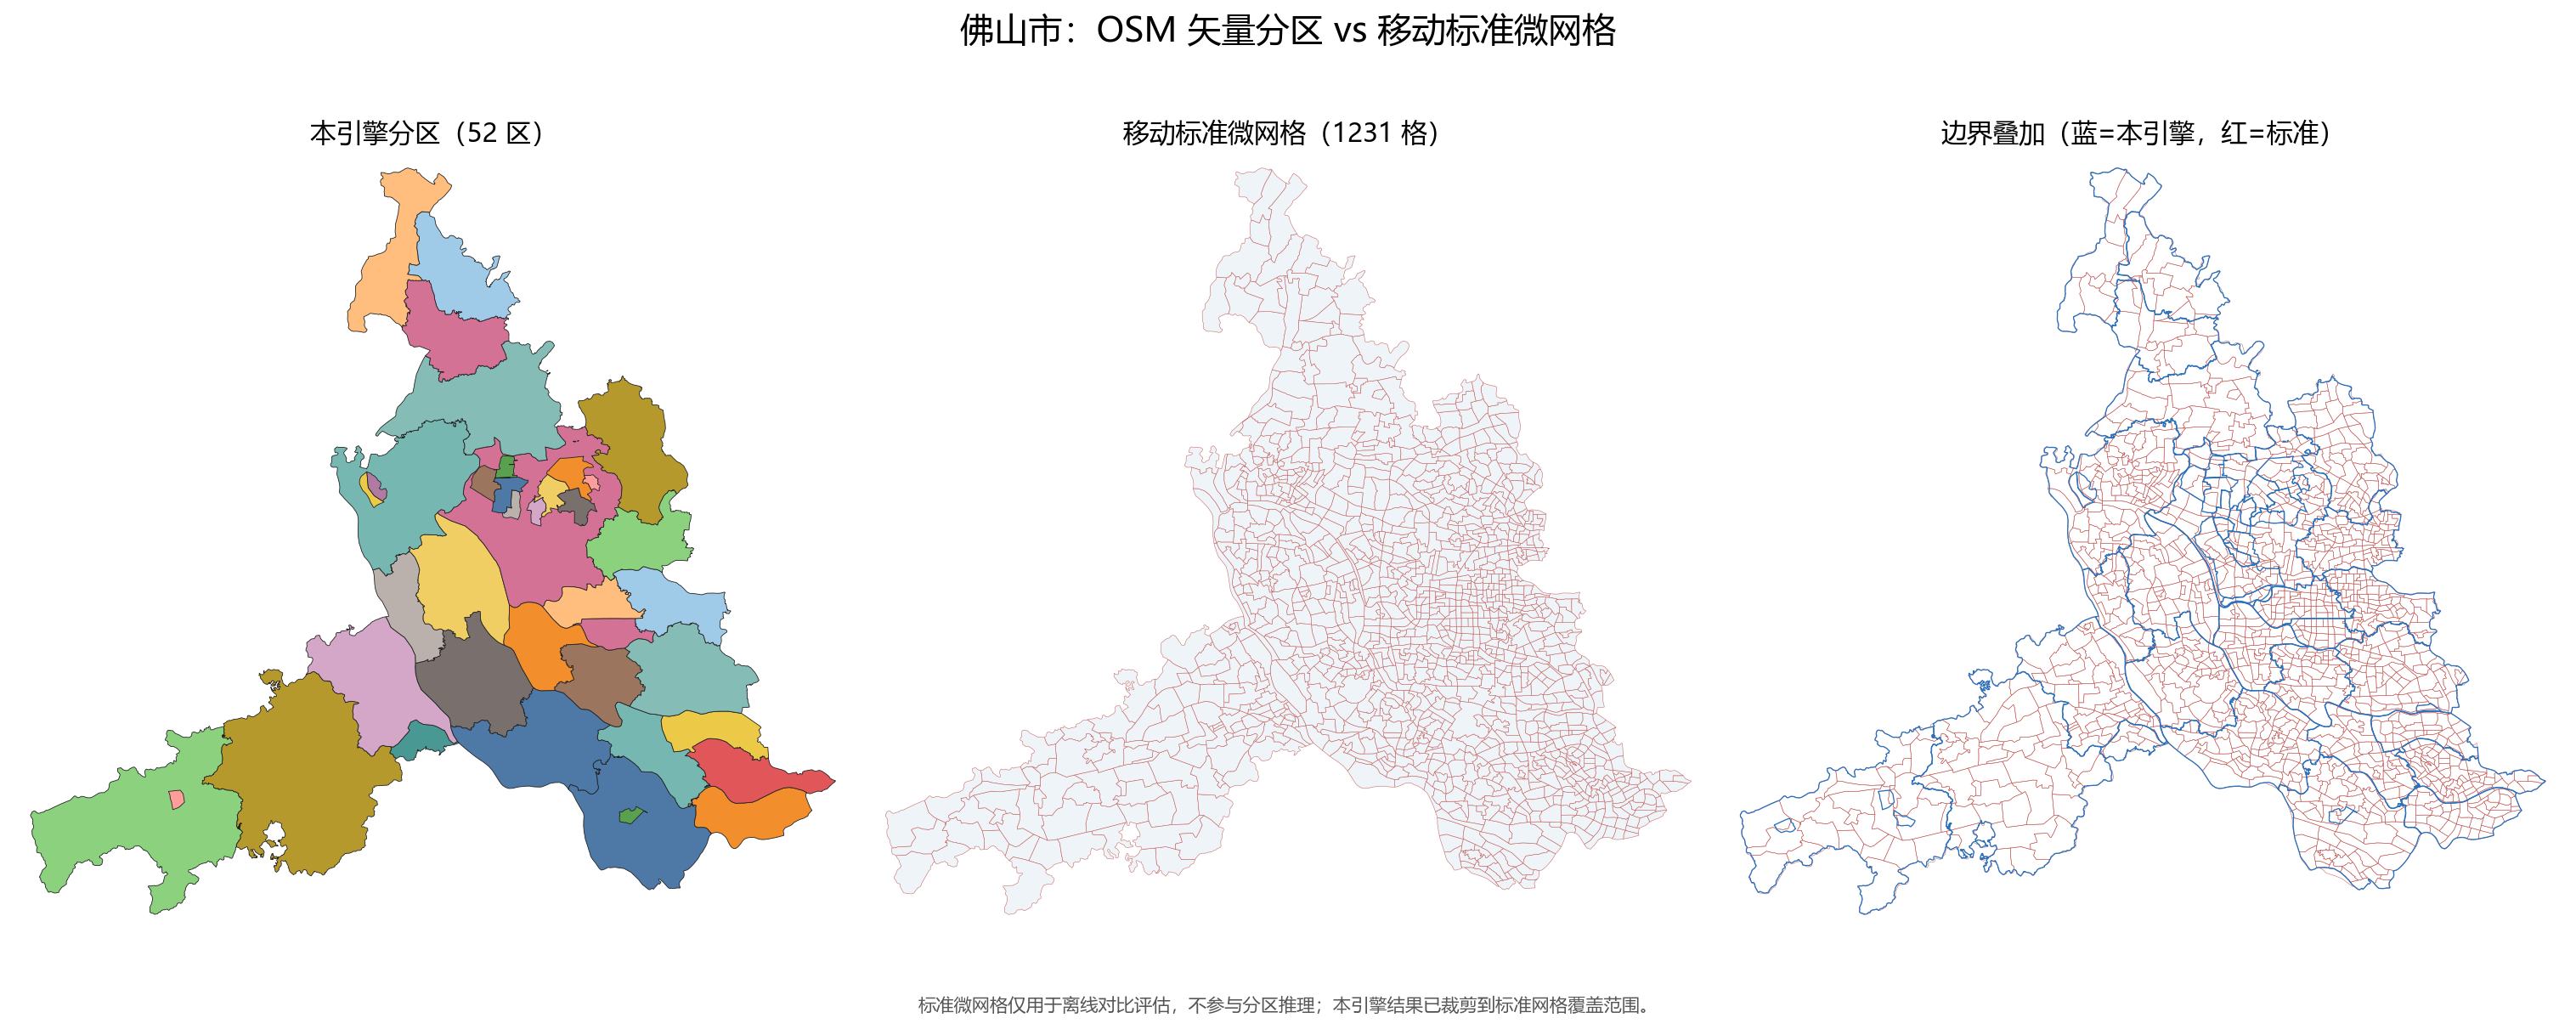 佛山市：OSM 矢量分区 vs 移动标准微网格
本引擎分区（52 区）
移动标准微网格（1231 格）
边界叠加（蓝=本引擎，红=标准）
标准微网格仅用于离线对比评估，不参与分区推理；本引擎结果已裁剪到标准网格覆盖范围。